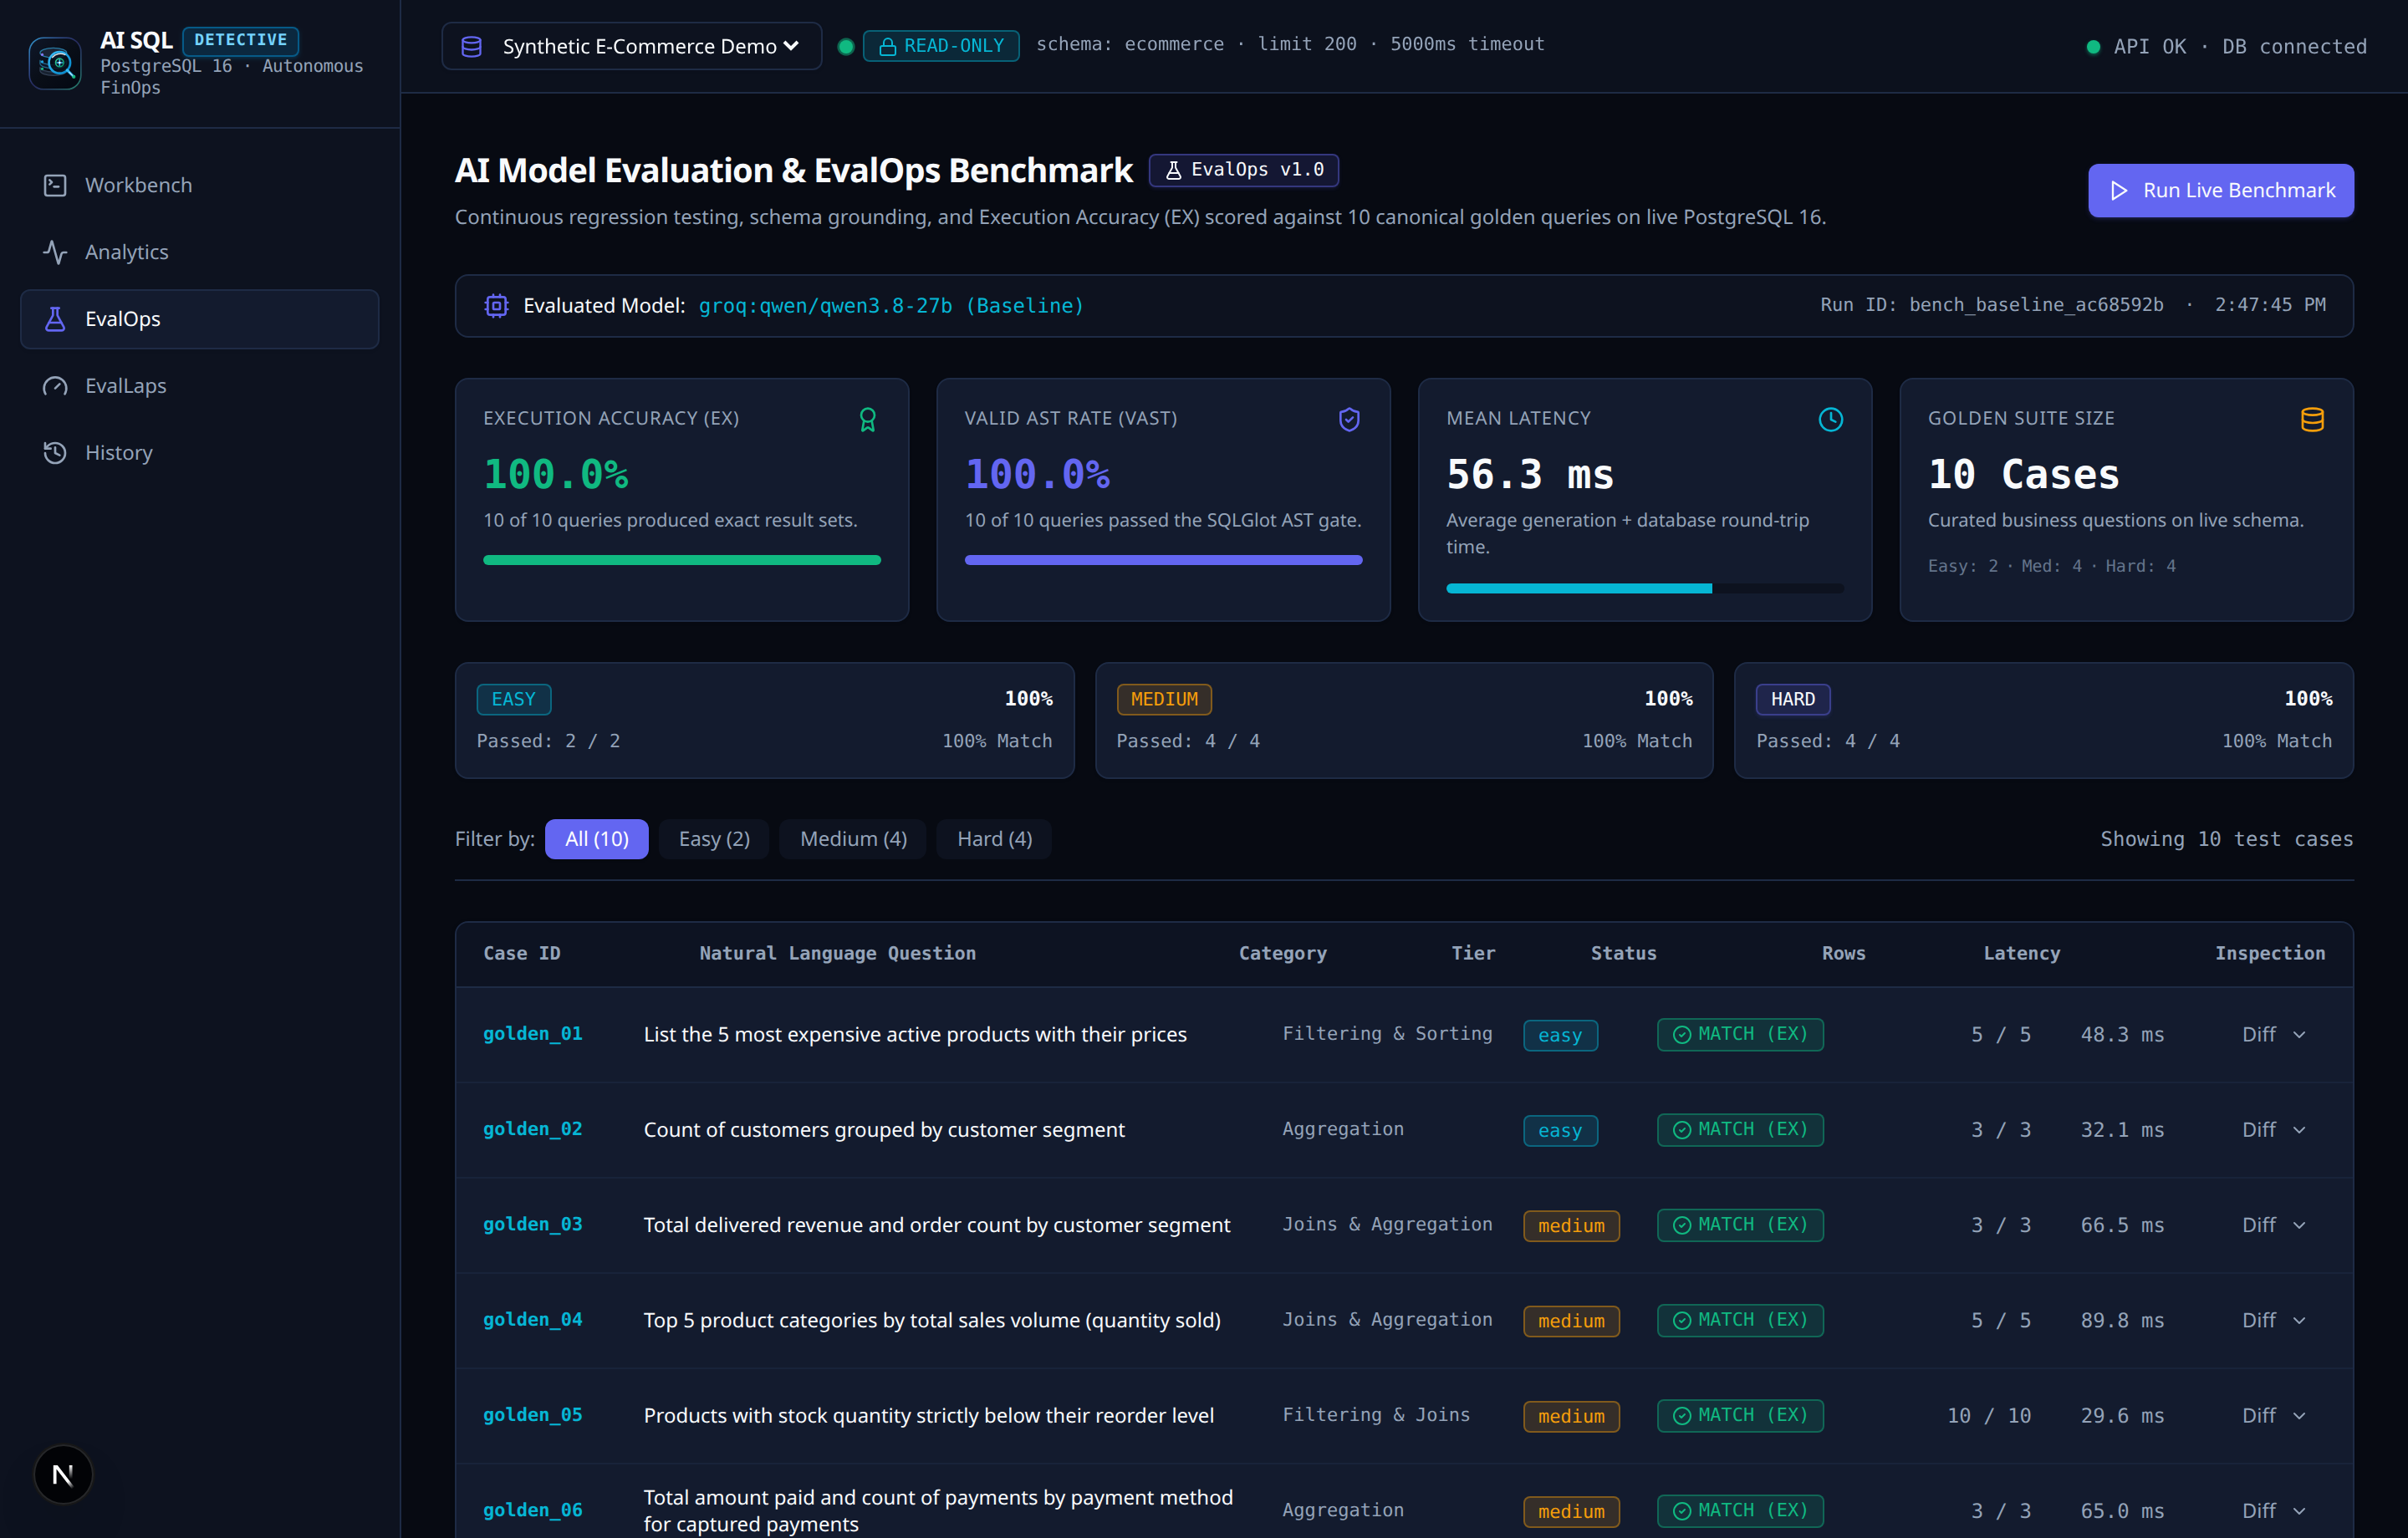 AI SQL DETECTIVE
PostgreSQL 16 · Autonomous
FinOps
Workbench
Analytics
EvalOps
EvalLaps
History
Synthetic E-Commerce Demo
READ-ONLY
schema: ecommerce · limit 200 · 5000ms timeout
API OK · DB connected
AI Model Evaluation & EvalOps Benchmark
EvalOps v1.0
Continuous regression testing, schema grounding, and Execution Accuracy (EX) scored against 10 canonical golden queries on live PostgreSQL 16.
Run Live Benchmark
Evaluated Model: groq:qwen/qwen3.8-27b (Baseline)
Run ID: bench_baseline_ac68592b · 2:47:45 PM
EXECUTION ACCURACY (EX)
100.0%
10 of 10 queries produced exact result sets.
VALID AST RATE (VAST)
100.0%
10 of 10 queries passed the SQLGlot AST gate.
MEAN LATENCY
56.3 ms
Average generation + database round-trip
time.
GOLDEN SUITE SIZE
10 Cases
Curated business questions on live schema.
Easy: 2 · Med: 4 · Hard: 4
EASY 100%
Passed: 2 / 2 100% Match
MEDIUM 100%
Passed: 4 / 4 100% Match
HARD 100%
Passed: 4 / 4 100% Match
Filter by: All (10) Easy (2) Medium (4) Hard (4)
Showing 10 test cases
Case ID Natural Language Question Category Tier Status Rows Latency Inspection
golden_01 List the 5 most expensive active products with their prices Filtering & Sorting easy MATCH (EX) 5 / 5 48.3 ms Diff
golden_02 Count of customers grouped by customer segment Aggregation easy MATCH (EX) 3 / 3 32.1 ms Diff
golden_03 Total delivered revenue and order count by customer segment Joins & Aggregation medium MATCH (EX) 3 / 3 66.5 ms Diff
golden_04 Top 5 product categories by total sales volume (quantity sold) Joins & Aggregation medium MATCH (EX) 5 / 5 89.8 ms Diff
golden_05 Products with stock quantity strictly below their reorder level Filtering & Joins medium MATCH (EX) 10 / 10 29.6 ms Diff
golden_06 Total amount paid and count of payments by payment method
for captured payments Aggregation medium MATCH (EX) 3 / 3 65.0 ms Diff
N